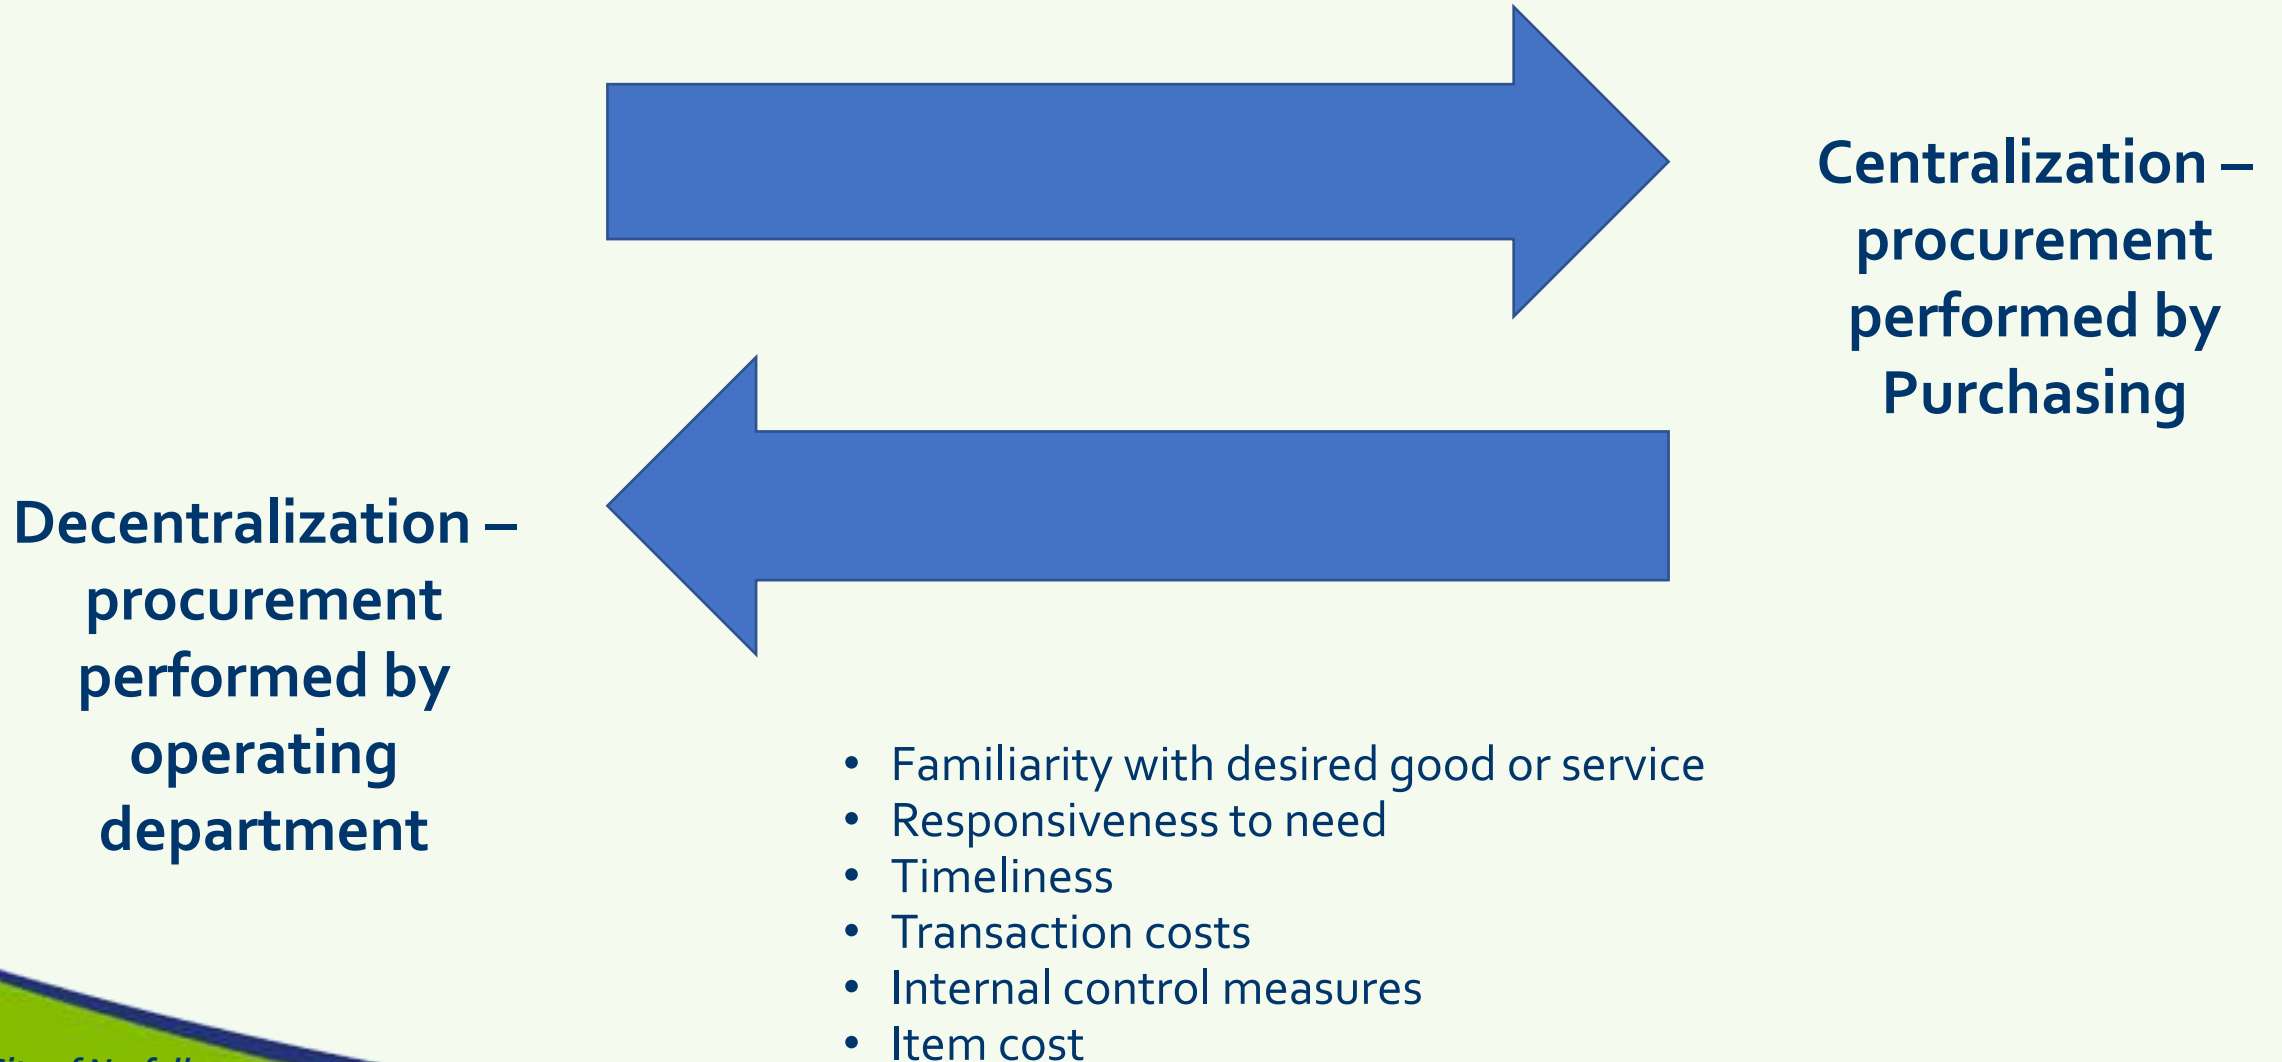 Centralization –
procurement
performed by
Purchasing
Decentralization –
procurement
performed by
operating
department
• Familiarity with desired good or service
• Responsiveness to need
• Timeliness
• Transaction costs
• Internal control measures
• Item cost